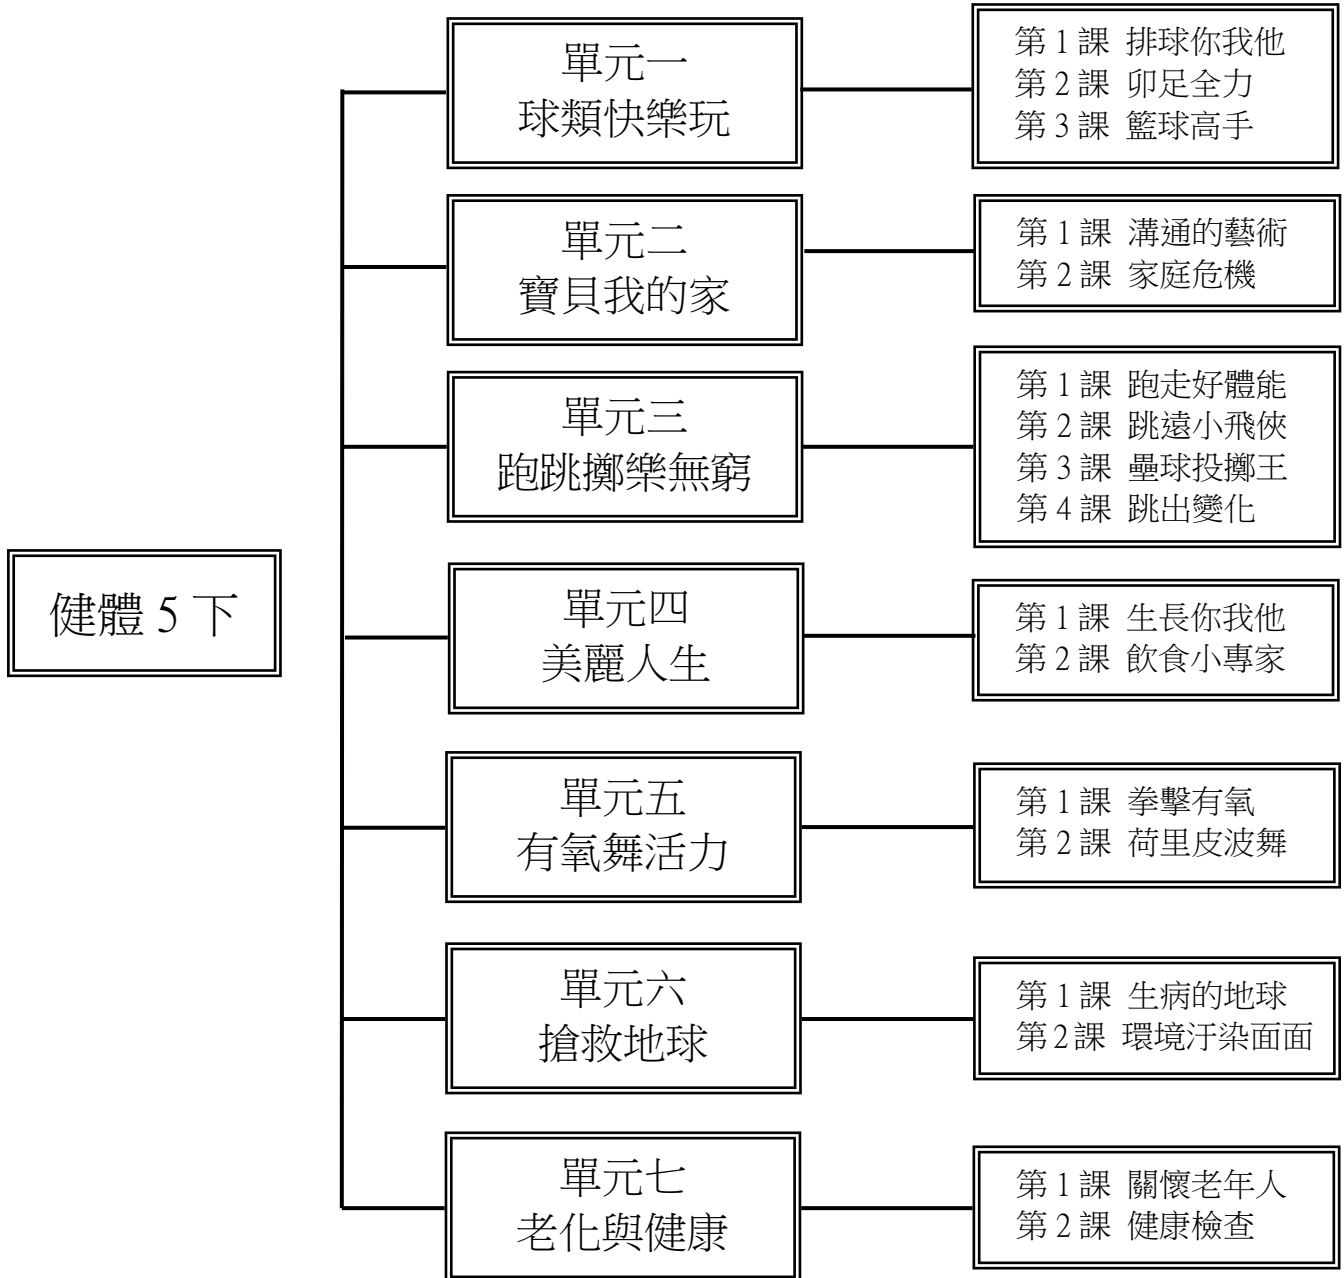 單元一
球類快樂玩
第 1 課 排球你我他
第 2 課 卯足全力
第 3 課 籃球高手
單元二
寶貝我的家
第 1 課 溝通的藝術
第 2 課 家庭危機
單元三
跑跳擲樂無窮
第 1 課 跑走好體能
第 2 課 跳遠小飛俠
第 3 課 壘球投擲王
第 4 課 跳出變化
健體 5 下
單元四
美麗人生
第 1 課 生長你我他
第 2 課 飲食小專家
單元五
有氧舞活力
第 1 課 拳擊有氧
第 2 課 荷里皮波舞
單元六
搶救地球
第 1 課 生病的地球
第2課 環境汙染面面
單元七
老化與健康
第 1 課 關懷老年人
第 2 課 健康檢查